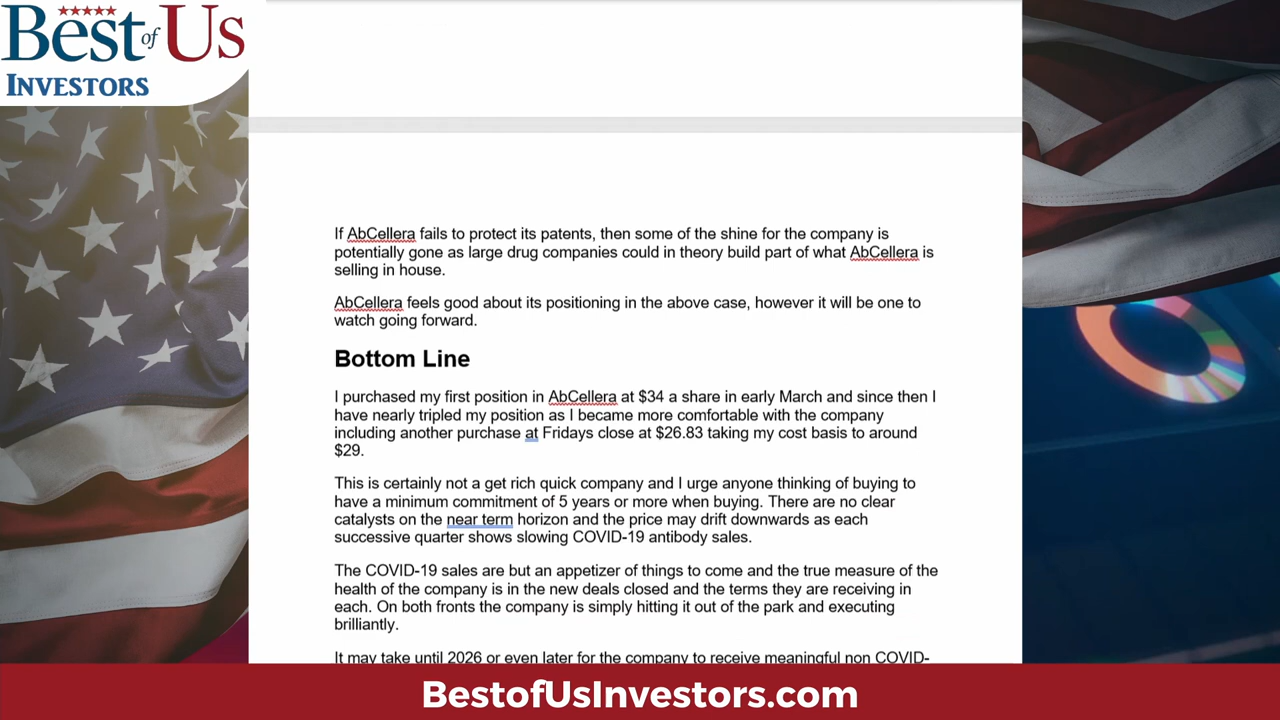 Best of Us
INVESTORS
If AbCellera fails to protect its patents, then some of the shine for the company is
potentially gone as large drug companies could in theory build part of what AbCellera is
selling in house.
AbCellera feels good about its positioning in the above case, however it will be one to
watch going forward.
Bottom Line
I purchased my first position in AbCellera at $34 a share in early March and since then I
have nearly tripled my position as I became more comfortable with the company
including another purchase at Fridays close at $26.83 taking my cost basis to around
$29.
This is certainly not a get rich quick company and I urge anyone thinking of buying to
have a minimum commitment of 5 years or more when buying. There are no clear
catalysts on the near term horizon and the price may drift downwards as each
successive quarter shows slowing COVID-19 antibody sales.
The COVID-19 sales are but an appetizer of things to come and the true measure of the
health of the company is in the new deals closed and the terms they are receiving in
each. On both fronts the company is simply hitting it out of the park and executing
brilliantly.
It may take until 2026 or even later for the company to receive meaningful non COVID-
BestofUsInvestors.com